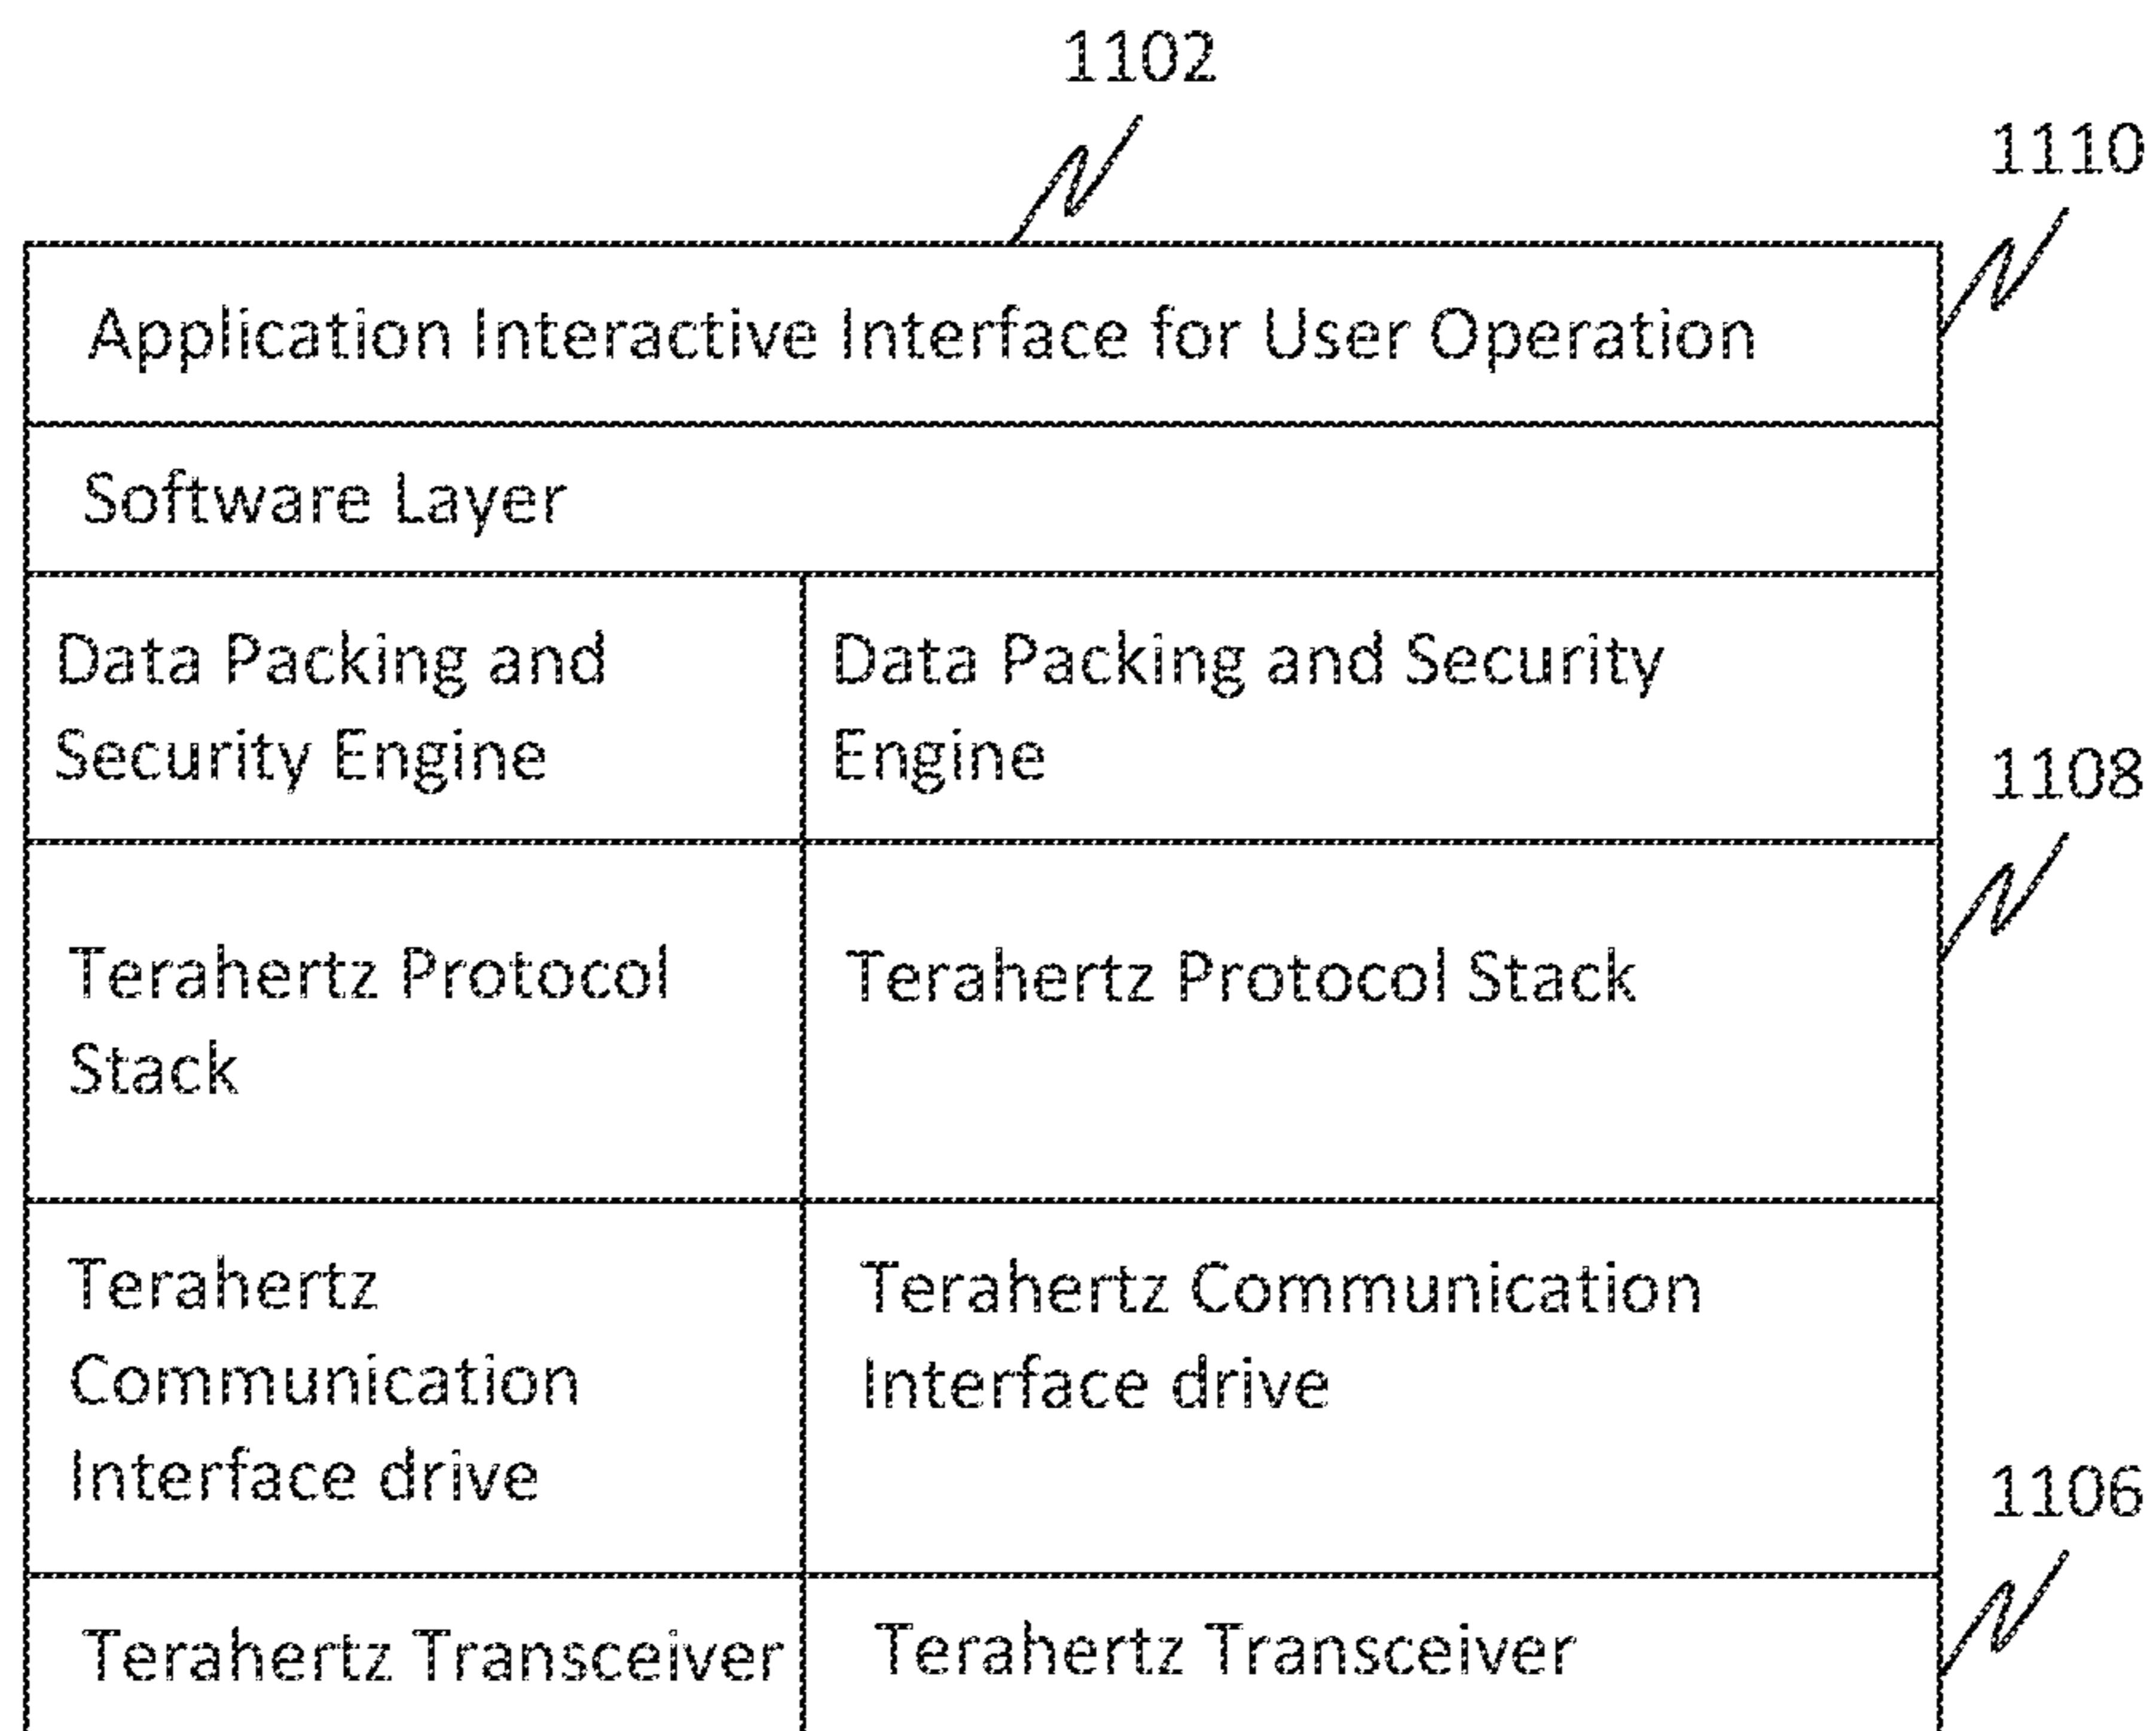 1102
1110
Application Interactive Interface for User Operation
Software Layer
Data Packing and
Security Engine
Data Packing and Security
Engine
1108
Terahertz Protocol
Stack
Terahertz Protocol Stack
Terahertz
Communication
Interface drive
Terahertz Communication
Interface drive
1106
Terahertz Transceiver
Terahertz Transceiver